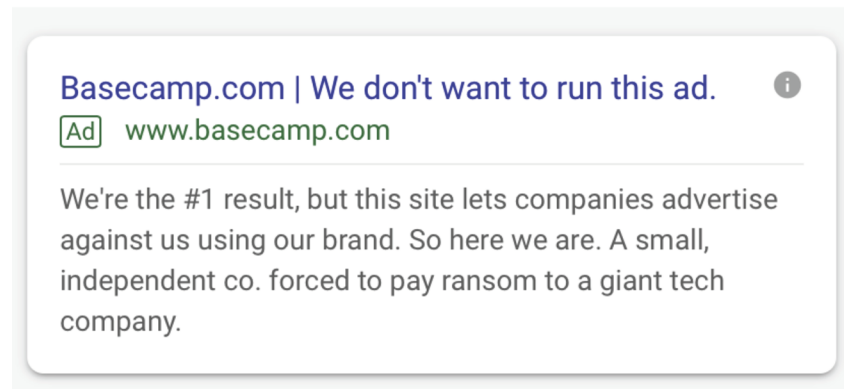 Basecamp.com | We don't want to run this ad.
Ad www.basecamp.com
We're the #1 result, but this site lets companies advertise
against us using our brand. So here we are. A small,
independent co. forced to pay ransom to a giant tech
company.